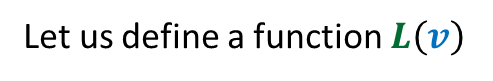 Let us define a function L(v)